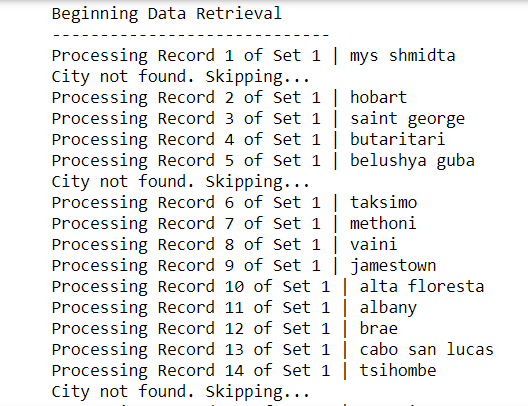 Beginning Data Retrieval
-----------------------------
Processing Record 1 of Set 1 | mys shmidta
City not found. Skipping...
Processing Record 2 of Set 1 | hobart
Processing Record 3 of Set 1 | saint george
Processing Record 4 of Set 1 | butaritari
Processing Record 5 of Set 1 | belushya guba
City not found. Skipping...
Processing Record 6 of Set 1 | taksimo
Processing Record 7 of Set 1 | methoni
Processing Record 8 of Set 1 | vaini
Processing Record 9 of Set 1 | jamestown
Processing Record 10 of Set 1 | alta floresta
Processing Record 11 of Set 1 | albany
Processing Record 12 of Set 1 | brae
Processing Record 13 of Set 1 | cabo san lucas
Processing Record 14 of Set 1 | tsihombe
City not found. Skipping...